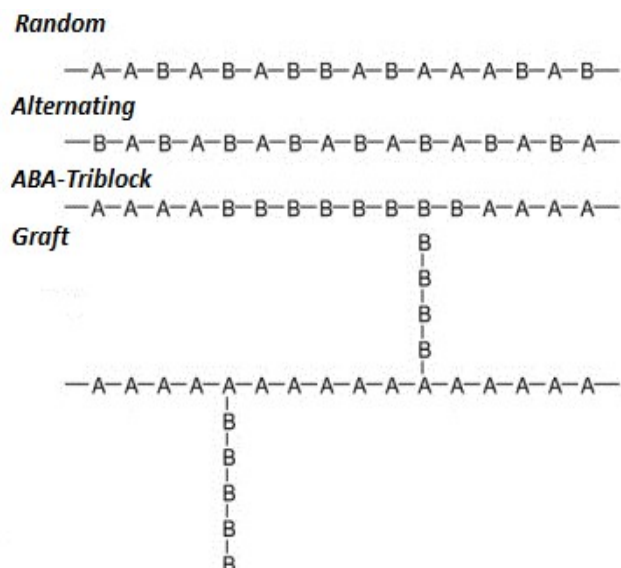 Random
—A—A—B—A—B—A—B—B—A—B—A—A—A—B—A—B—
Alternating
—B—A—B—A—B—A—B—A—B—A—B—A—B—A—B—A—
ABA-Triblock
—A—A—A—A—B—B—B—B—B—B—B—B—A—A—A—A—
Graft
B
B
B
B
—A—A—A—A—A—A—A—A—A—A—A—A—A—A—A—A—
B
B
B
B
B